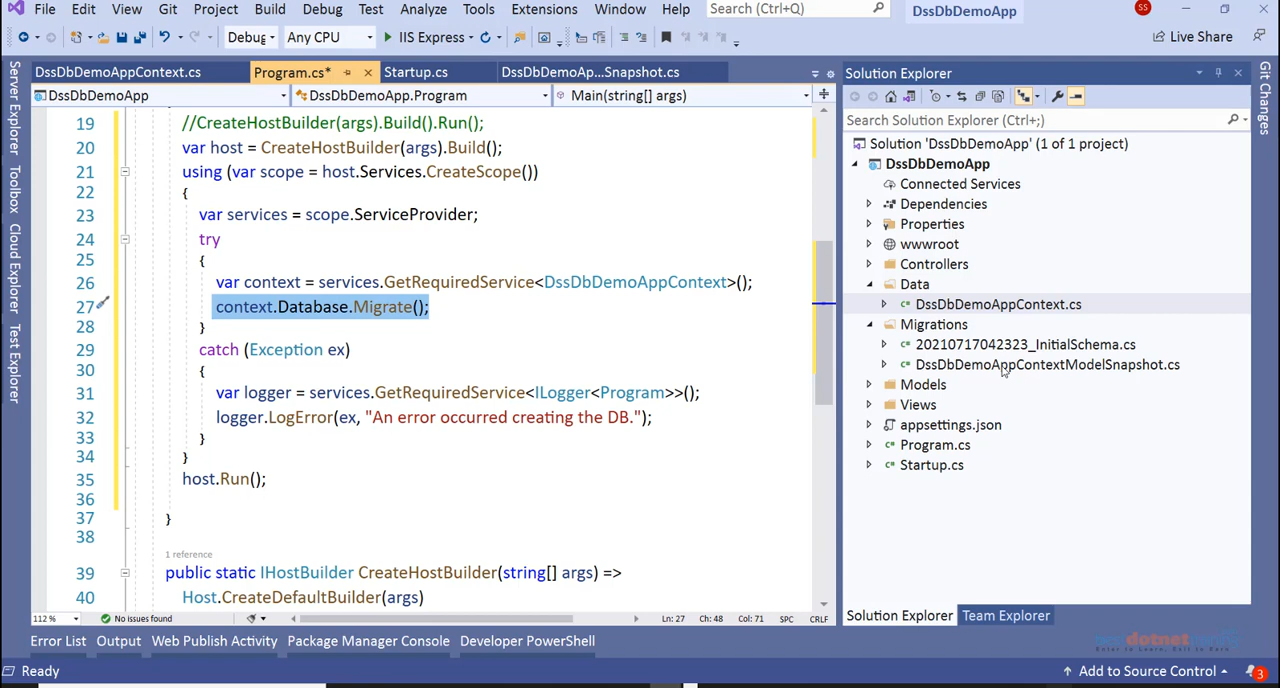 File Edit View Git Project Build Debug Test Analyze Tools Extensions Window Help Search (Ctrl+Q) DssDbDemoApp SS
Debug Any CPU IIS Express Live Share
Server Explorer
Toolbox
Cloud Explorer
Test Explorer
DssDbDemoAppContext.cs Program.cs* Startup.cs DssDbDemoAp...Snapshot.cs
DssDbDemoApp DssDbDemoApp.Program Main(string[] args)
19 //CreateHostBuilder(args).Build().Run();
20 var host = CreateHostBuilder(args).Build();
21 using (var scope = host.Services.CreateScope())
22 {
23 var services = scope.ServiceProvider;
24 try
25 {
26 var context = services.GetRequiredService<DssDbDemoAppContext>();
27 context.Database.Migrate();
28 }
29 catch (Exception ex)
30 {
31 var logger = services.GetRequiredService<ILogger<Program>>();
32 logger.LogError(ex, "An error occurred creating the DB.");
33 }
34 }
35 host.Run();
36
37 }
38
1 reference
39 public static IHostBuilder CreateHostBuilder(string[] args) =>
40 Host.CreateDefaultBuilder(args)
112 % No issues found Ln: 27 Ch: 48 Col: 71 SPC CRLF
Solution Explorer
Search Solution Explorer (Ctrl+;)
Solution 'DssDbDemoApp' (1 of 1 project)
DssDbDemoApp
Connected Services
Dependencies
Properties
wwwroot
Controllers
Data
DssDbDemoAppContext.cs
Migrations
20210717042323_InitialSchema.cs
DssDbDemoAppContextModelSnapshot.cs
Models
Views
appsettings.json
Program.cs
Startup.cs
Solution Explorer Team Explorer
Git Changes
Error List Output Web Publish Activity Package Manager Console Developer PowerShell
Ready Add to Source Control 3